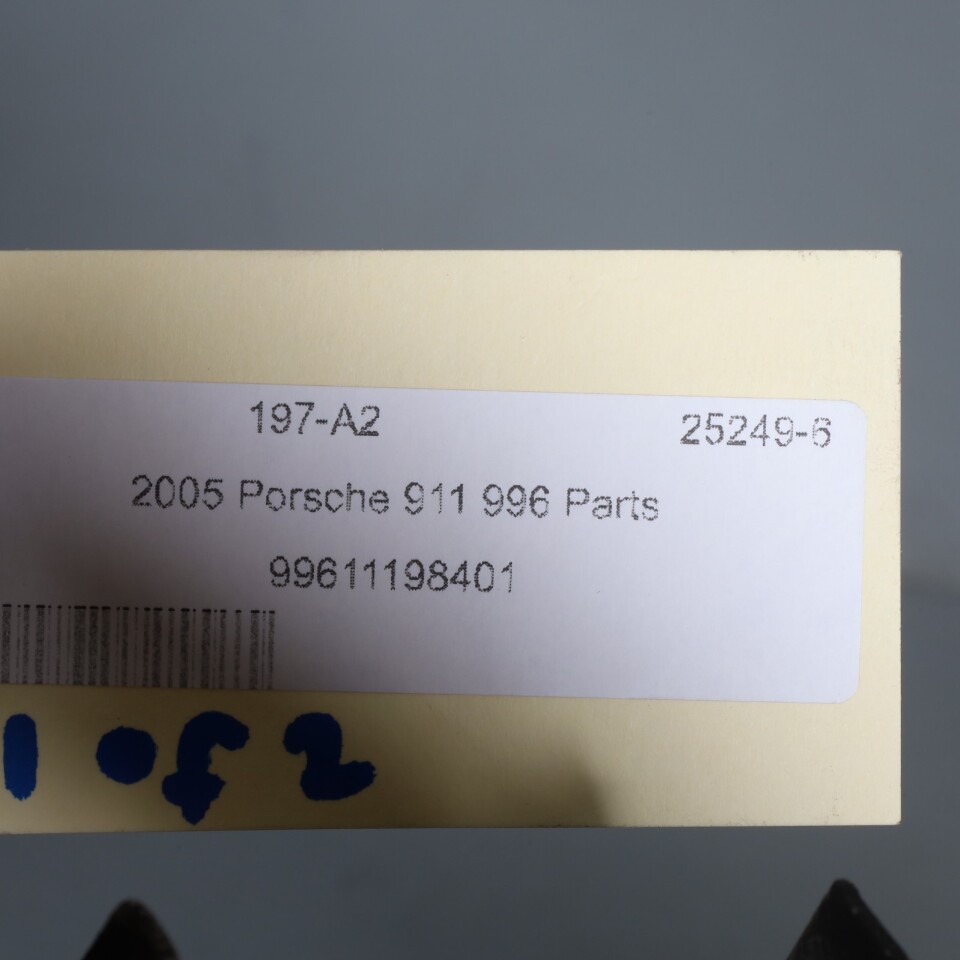 197-A2 25249-6
2005 Porsche 911 996 Parts
99611198401
1 of 2